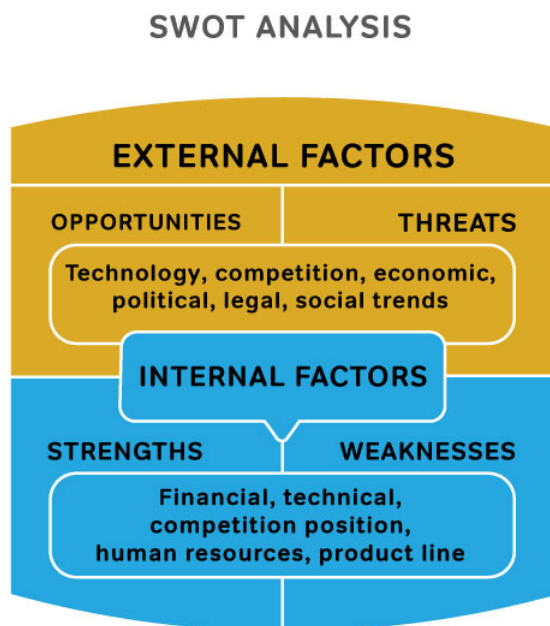 SWOT ANALYSIS
EXTERNAL FACTORS
OPPORTUNITIES
THREATS
Technology, competition, economic,
political, legal, social trends
INTERNAL FACTORS
STRENGTHS
WEAKNESSES
Financial, technical,
competition position,
human resources, product line